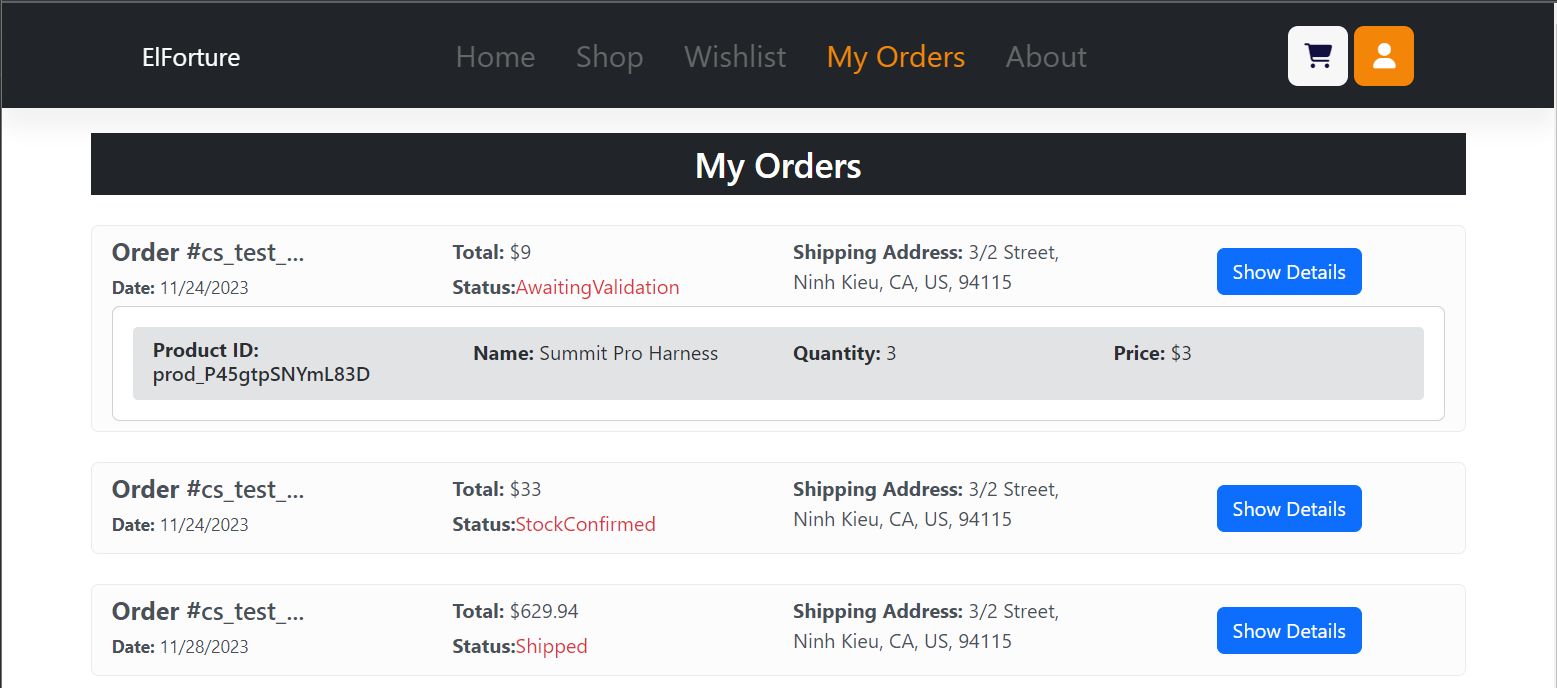 ElForture
Home Shop Wishlist My Orders About
My Orders
Order #cs_test_... Total: $9 Shipping Address: 3/2 Street,
Ninh Kieu, CA, US, 94115
Date: 11/24/2023 Status:AwaitingValidation
Show Details
Product ID: Name: Summit Pro Harness Quantity: 3 Price: $3
prod_P45gtpSNYmL83D
Order #cs_test_... Total: $33 Shipping Address: 3/2 Street,
Ninh Kieu, CA, US, 94115
Date: 11/24/2023 Status:StockConfirmed
Show Details
Order #cs_test_... Total: $629.94 Shipping Address: 3/2 Street,
Ninh Kieu, CA, US, 94115
Date: 11/28/2023 Status:Shipped
Show Details